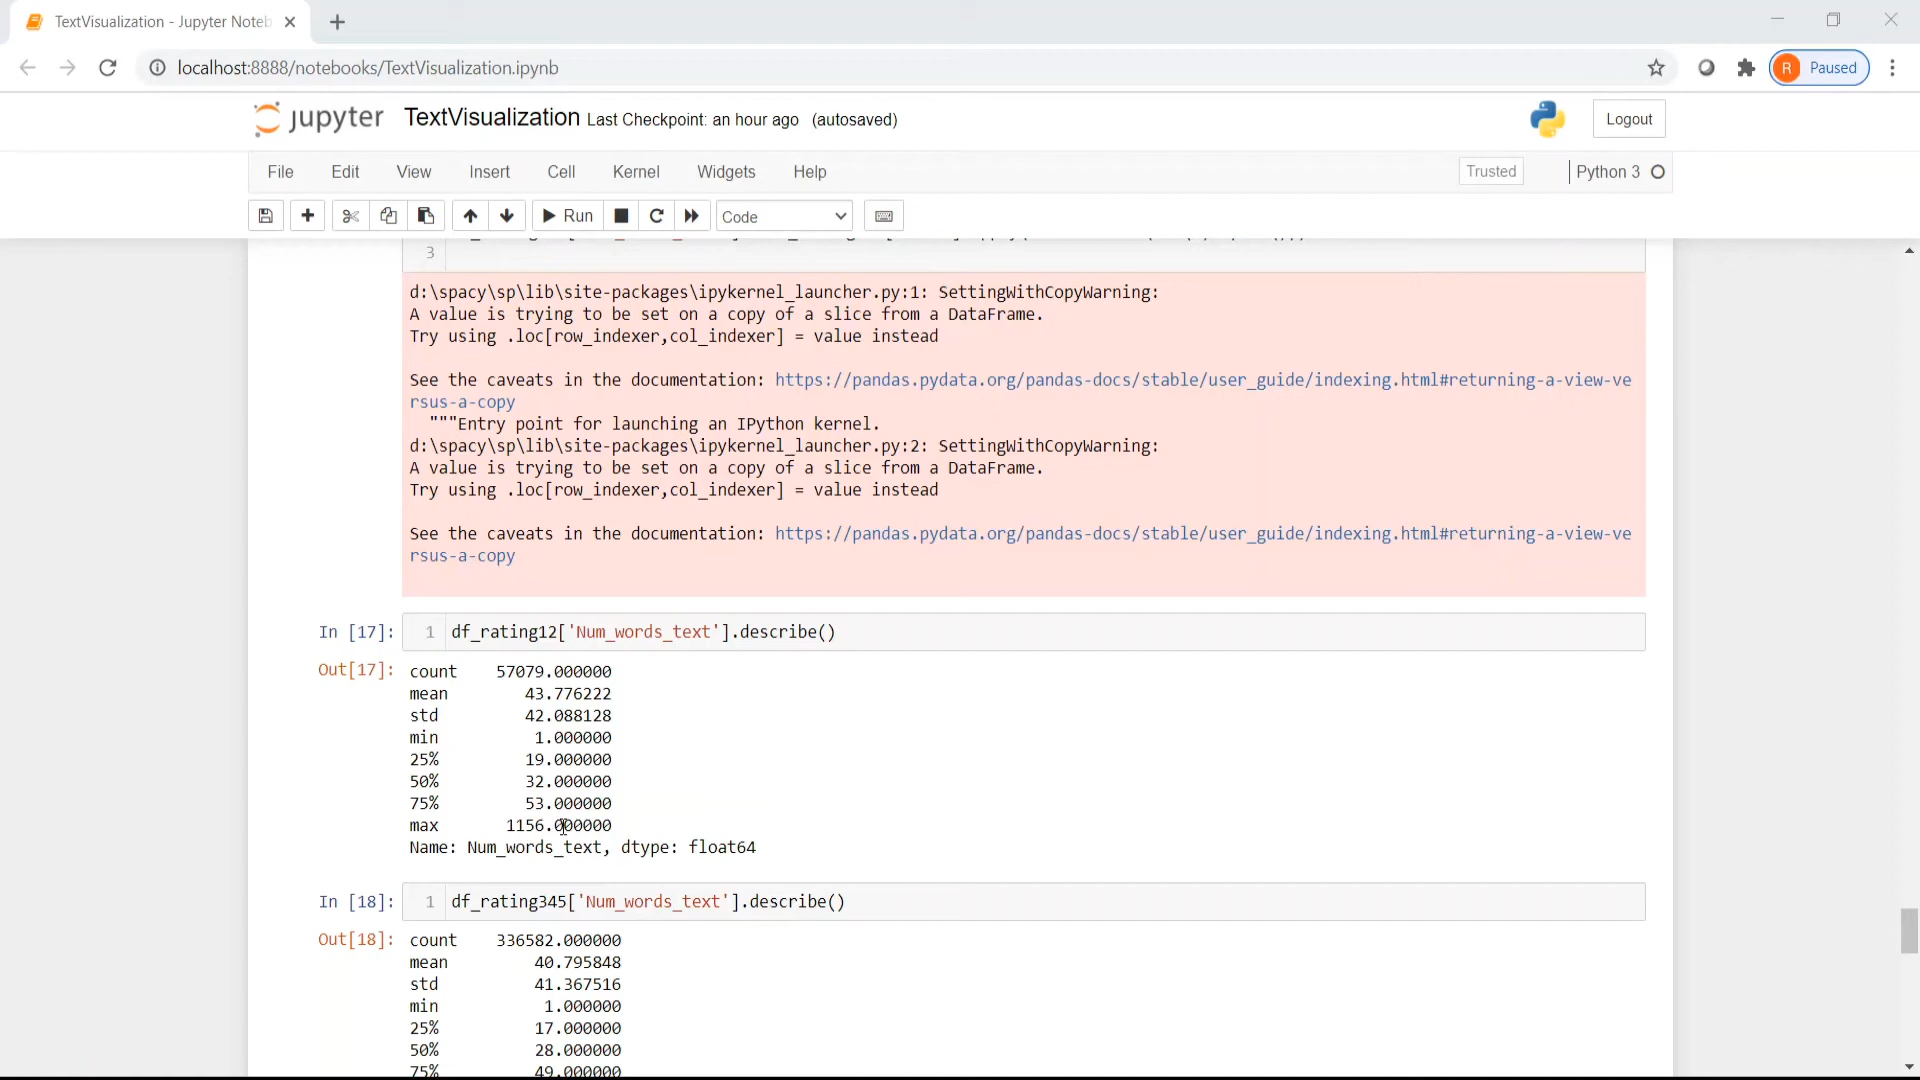 TextVisualization - Jupyter Noteb
localhost:8888/notebooks/TextVisualization.ipynb
R Paused
jupyter TextVisualization Last Checkpoint: an hour ago (autosaved)
Logout
File Edit View Insert Cell Kernel Widgets Help
Trusted
Python 3
Run
Code
3
d:\spacy\sp\lib\site-packages\ipykernel_launcher.py:1: SettingWithCopyWarning:
A value is trying to be set on a copy of a slice from a DataFrame.
Try using .loc[row_indexer,col_indexer] = value instead
See the caveats in the documentation: https://pandas.pydata.org/pandas-docs/stable/user_guide/indexing.html#returning-a-view-ve
rsus-a-copy
"""Entry point for launching an IPython kernel.
d:\spacy\sp\lib\site-packages\ipykernel_launcher.py:2: SettingWithCopyWarning:
A value is trying to be set on a copy of a slice from a DataFrame.
Try using .loc[row_indexer,col_indexer] = value instead
See the caveats in the documentation: https://pandas.pydata.org/pandas-docs/stable/user_guide/indexing.html#returning-a-view-ve
rsus-a-copy
In [17]: 1 df_rating12['Num_words_text'].describe()
Out[17]: count 57079.000000
mean 43.776222
std 42.088128
min 1.000000
25% 19.000000
50% 32.000000
75% 53.000000
max 1156.000000
Name: Num_words_text, dtype: float64
In [18]: 1 df_rating345['Num_words_text'].describe()
Out[18]: count 336582.000000
mean 40.795848
std 41.367516
min 1.000000
25% 17.000000
50% 28.000000
75% 49.000000